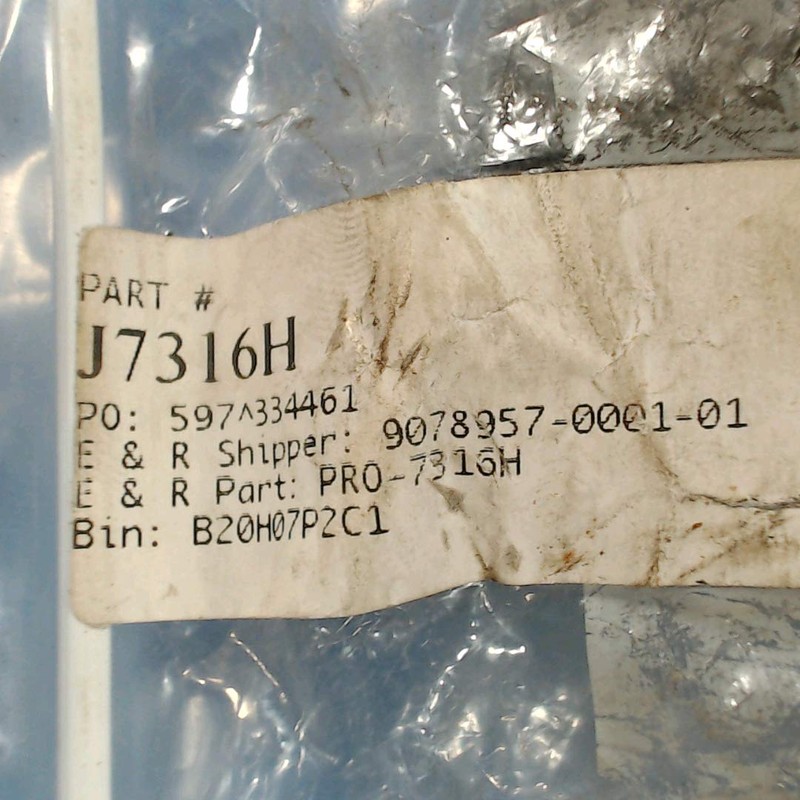 PART #
J7316H
PO: 597^334461
E & R Shipper: 9078957-0001-01
E & R Part: PRO-7316H
Bin: B20H07P2C1